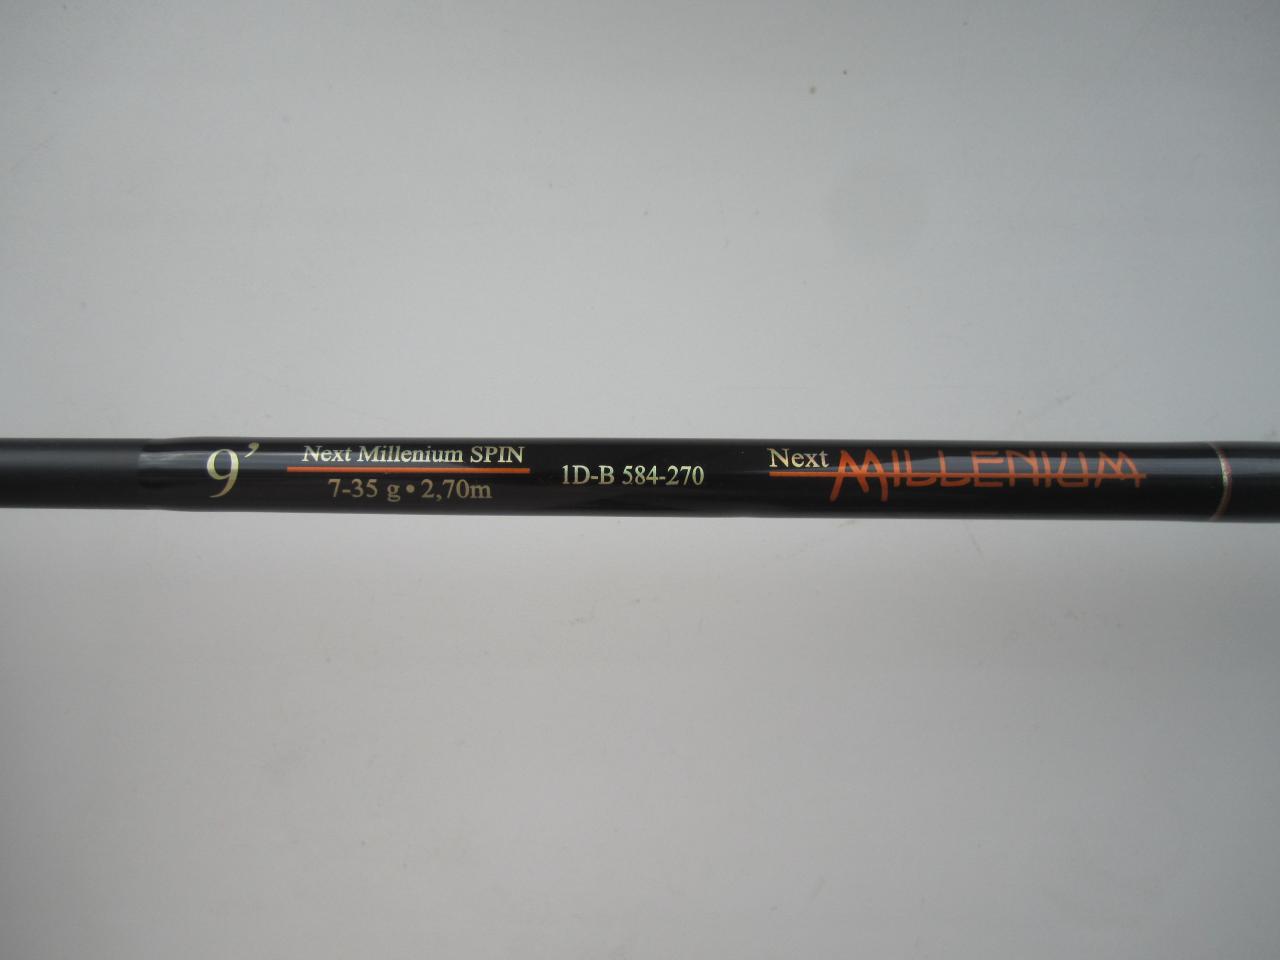 9’
Next Millenium SPIN
7-35 g • 2,70m
1D-B 584-270
Next MILLENIUM